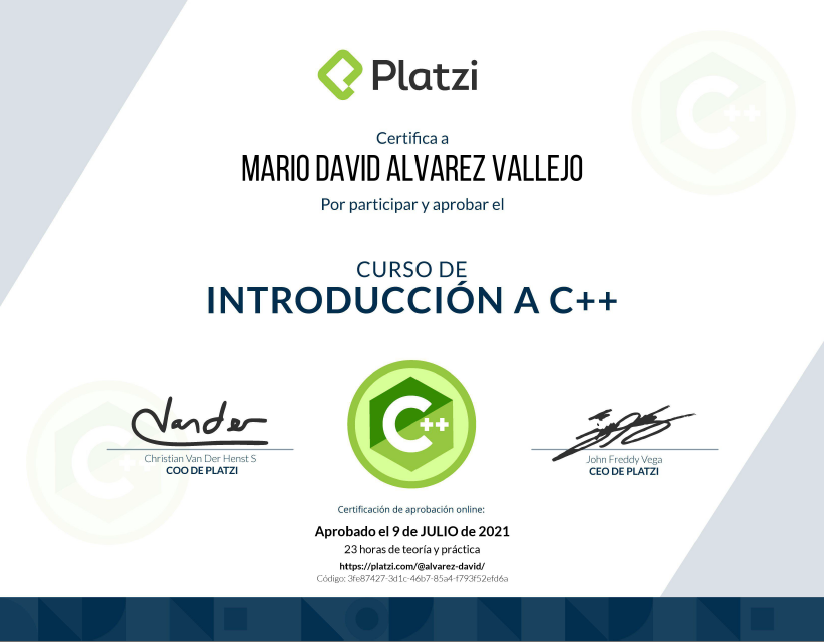 Platzi
C++
Certifica a
MARIO DAVID ALVAREZ VALLEJO
Por participar y aprobar el
CURSO DE
INTRODUCCIÓN A C++
C++
Vander
Christian Van Der Henst S
COO DE PLATZI
John Freddy Vega
CEO DE PLATZI
Certificación de aprobación online:
Aprobado el 9 de JULIO de 2021
23 horas de teoría y práctica
https://platzi.com/@alvarez-david/
Código: 3fe87427-3d1c-46b7-85a4-f793f52efd6a